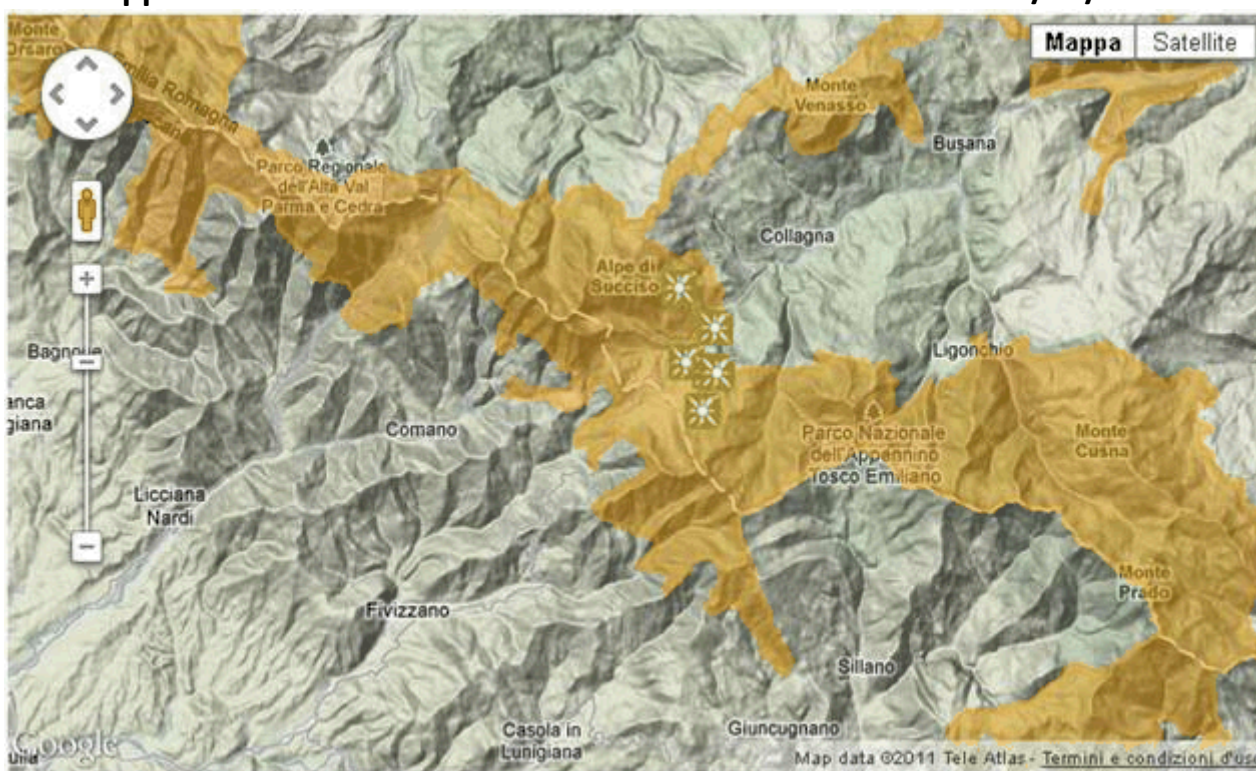 Monte
Orsaro
Mappa
Satellite
Emilia Romagna
Monte
Venasso
Busana
Parco Regionale
dell'Alta Val
Parma e Cedra
Collagna
Alpe di
Succiso
Ligonchio
Comano
Parco Nazionale
dell'Appennino
Tosco Emiliano
Monte
Cusna
Licciana
Nardi
Monte
Prado
Fivizzano
Sillano
Casola in
Lunigiana
Giuncugnano
Google
Map data ©2011 Tele Atlas - Termini e condizioni d'us